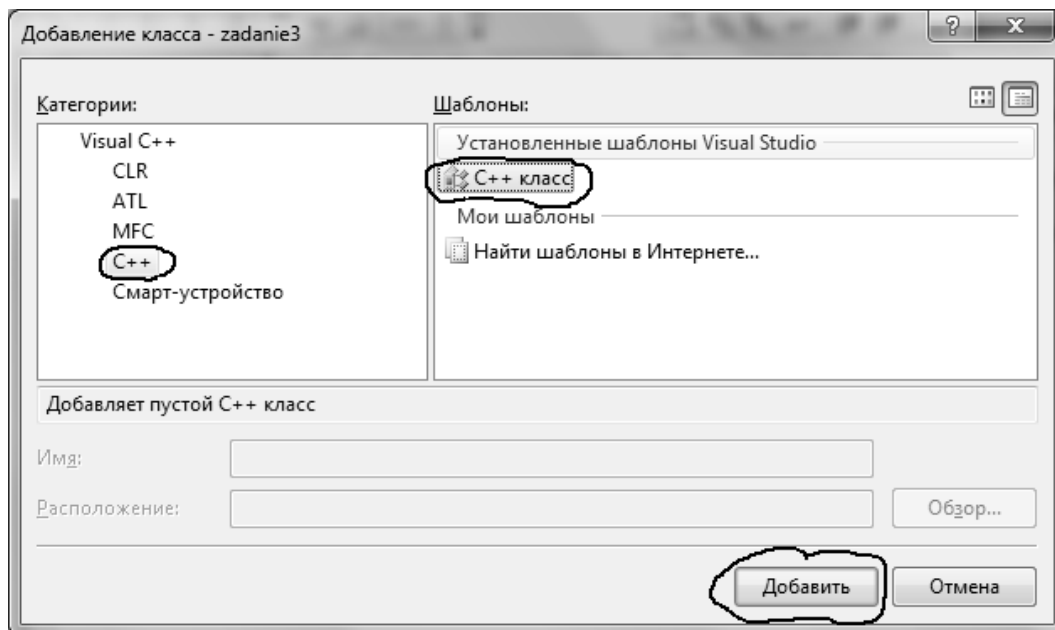 Добавление класса - zadanie3
Категории:
Шаблоны:
Visual C++
CLR
ATL
MFC
C++
Смарт-устройство
Установленные шаблоны Visual Studio
C++ класс
Мои шаблоны
Найти шаблоны в Интернете...
Добавляет пустой C++ класс
Имя:
Расположение:
Обзор...
Добавить
Отмена